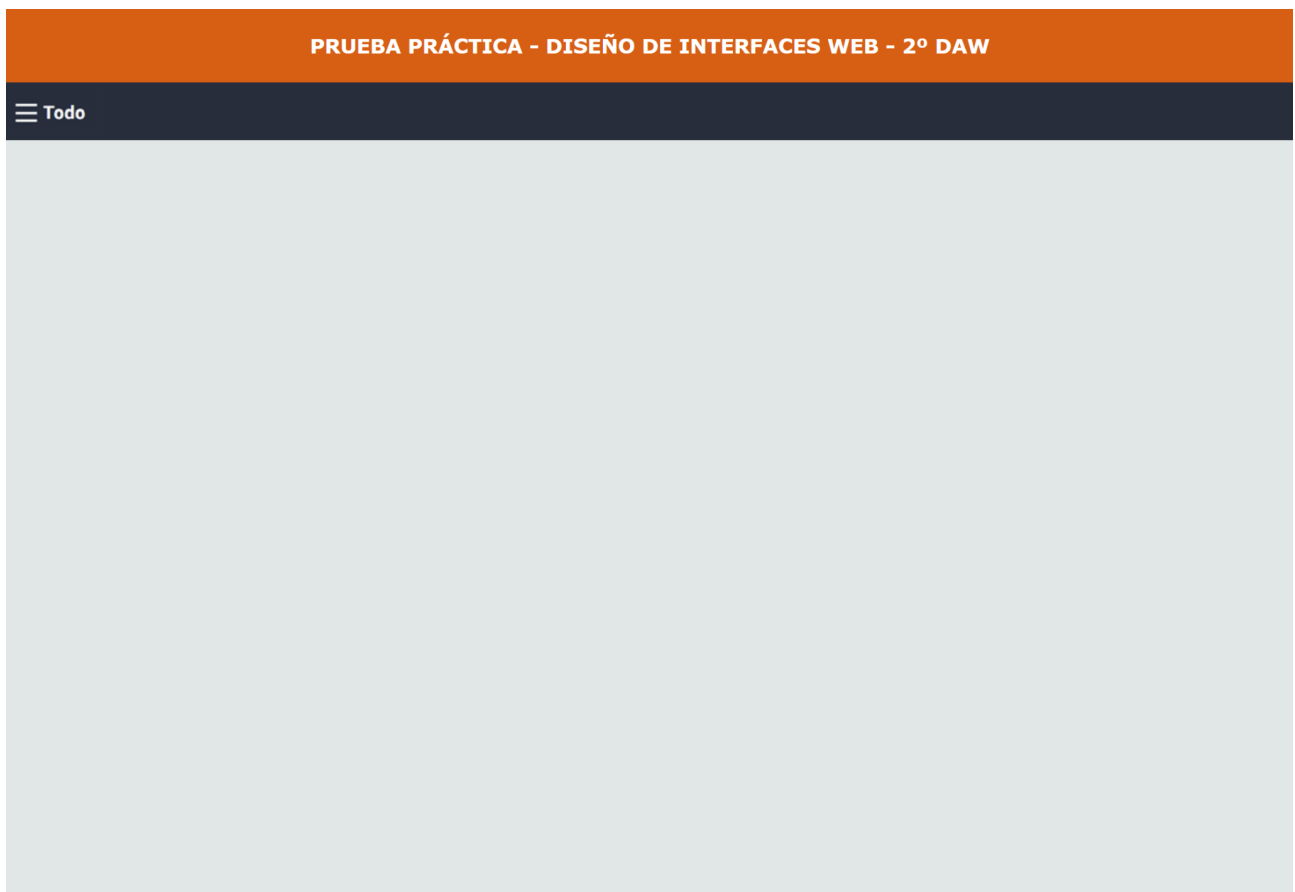 PRUEBA PRÁCTICA - DISEÑO DE INTERFACES WEB - 2º DAW
Todo